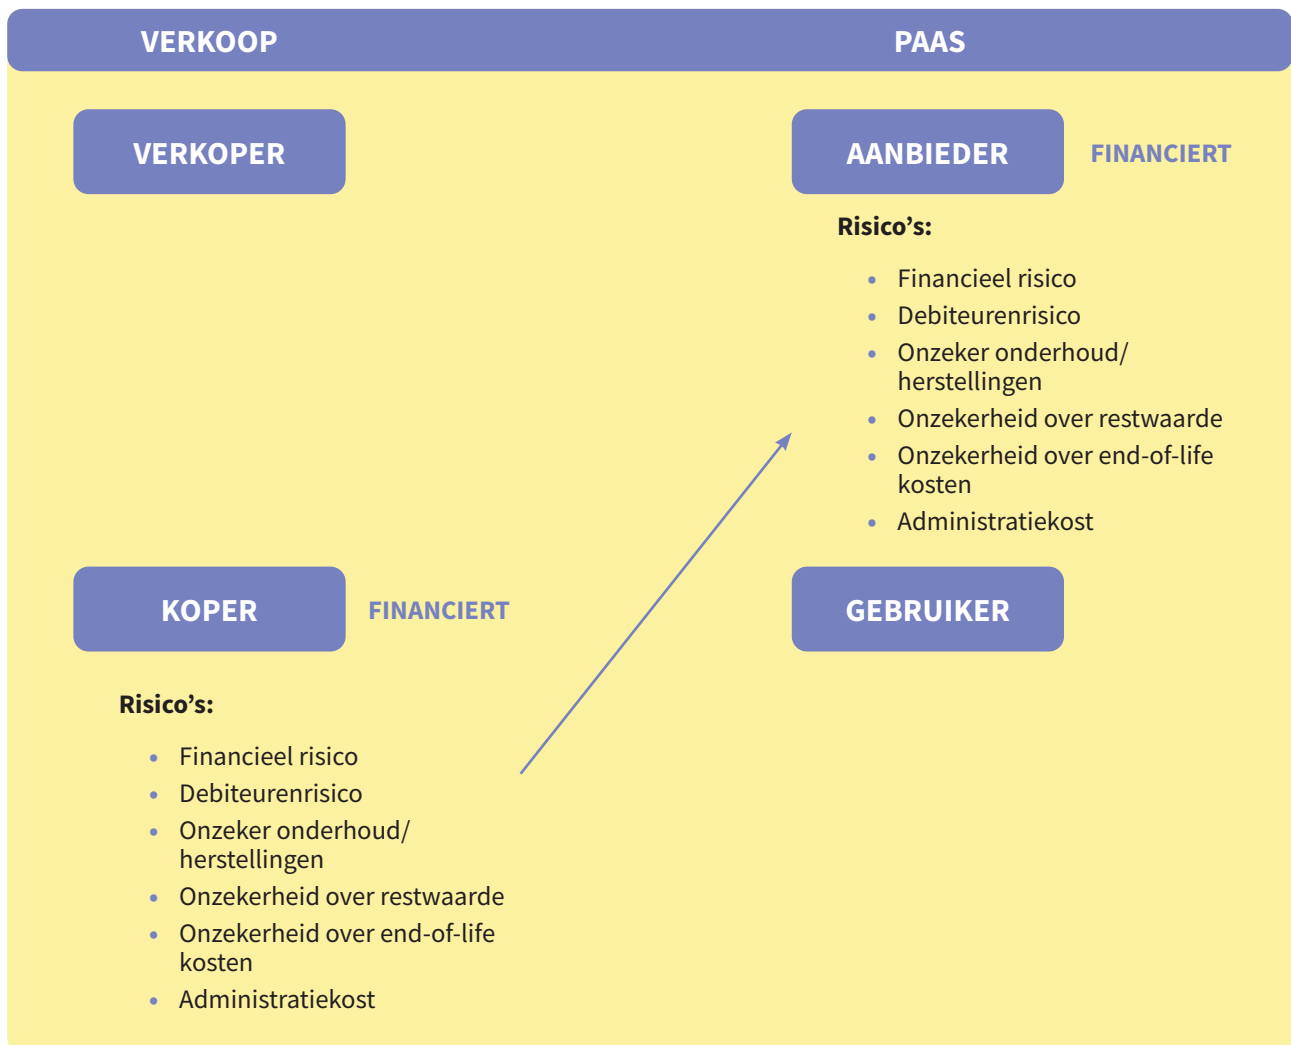 VERKOOP
PAAS
VERKOPER
AANBIEDER
FINANCIERT
Risico’s:
• Financieel risico
• Debiteurenrisico
• Onzeker onderhoud/
herstellingen
• Onzekerheid over restwaarde
• Onzekerheid over end-of-life
kosten
• Administratiekost
KOPER
FINANCIERT
GEBRUIKER
Risico’s:
• Financieel risico
• Debiteurenrisico
• Onzeker onderhoud/
herstellingen
• Onzekerheid over restwaarde
• Onzekerheid over end-of-life
kosten
• Administratiekost